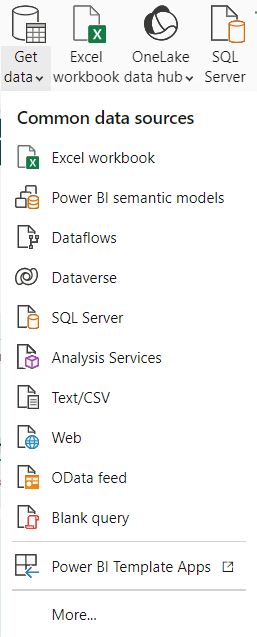 Get Excel OneLake SQL
data workbook data hub Server
Common data sources
Excel workbook
Power BI semantic models
Dataflows
Dataverse
SQL Server
Analysis Services
Text/CSV
Web
OData feed
Blank query
Power BI Template Apps
More...